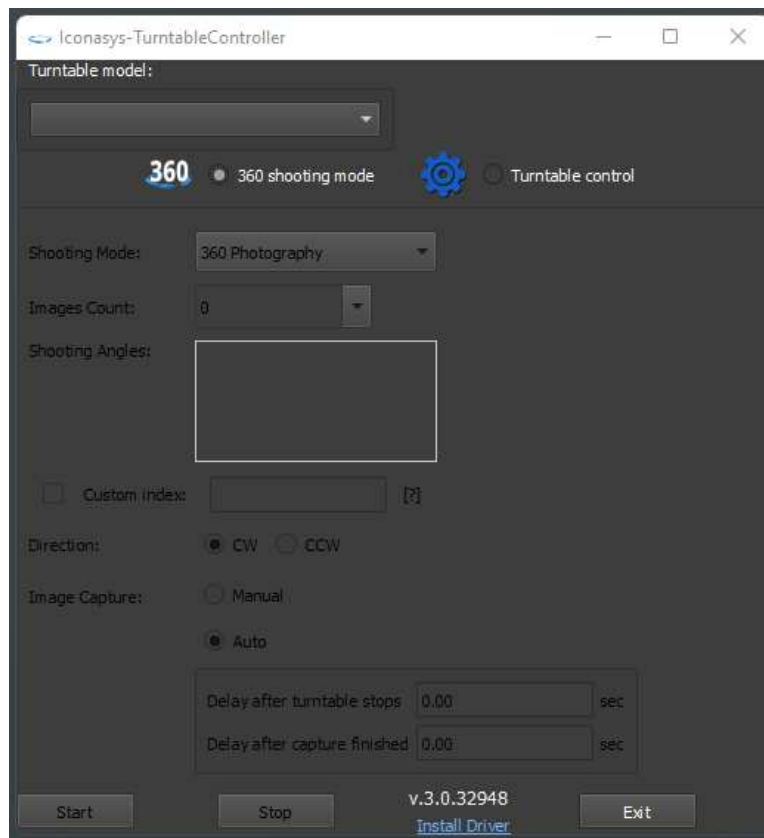 Iconasys-TurntableController
Turntable model:
360 360 shooting mode Turntable control
Shooting Mode: 360 Photography
Images Count: 0
Shooting Angles:
Custom index: [?]
Direction: CW CCW
Image Capture: Manual
Auto
Delay after turntable stops 0.00 sec
Delay after capture finished 0.00 sec
Start Stop v.3.0.32948 Exit
Install Driver